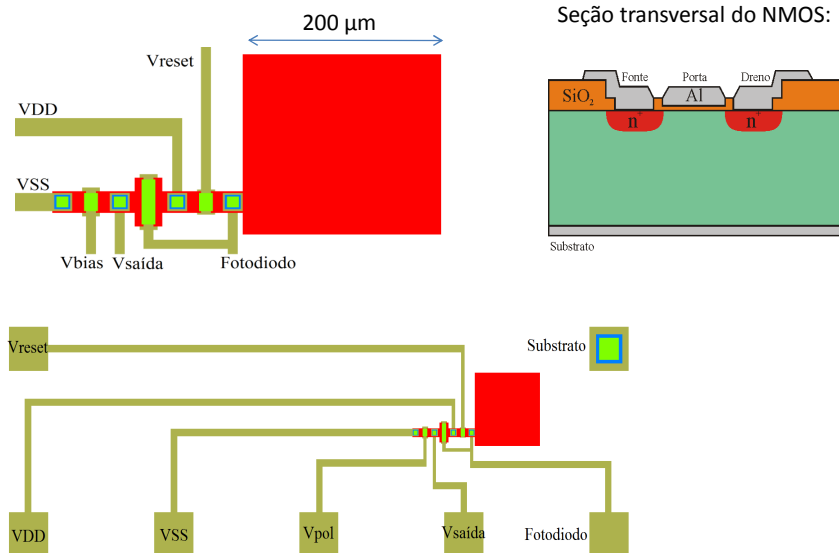 200 µm
Seção transversal do NMOS:
Vreset
VDD
VSS
Vbias
Vsaída
Fotodiodo
Fonte
Porta
Dreno
SiO2
Al
n+
n+
Substrato
Vreset
Substrato
VDD
VSS
Vpol
Vsaída
Fotodiodo